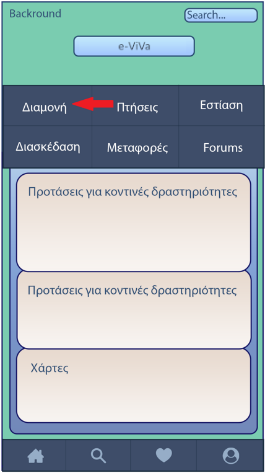 Backround Search...
e-ViVa
Διαμονή Πτήσεις Εστίαση
Διασκέδαση Μεταφορές Forums
Προτάσεις για κοντινές δραστηριότητες
Προτάσεις για κοντινές δραστηριότητες
Χάρτες